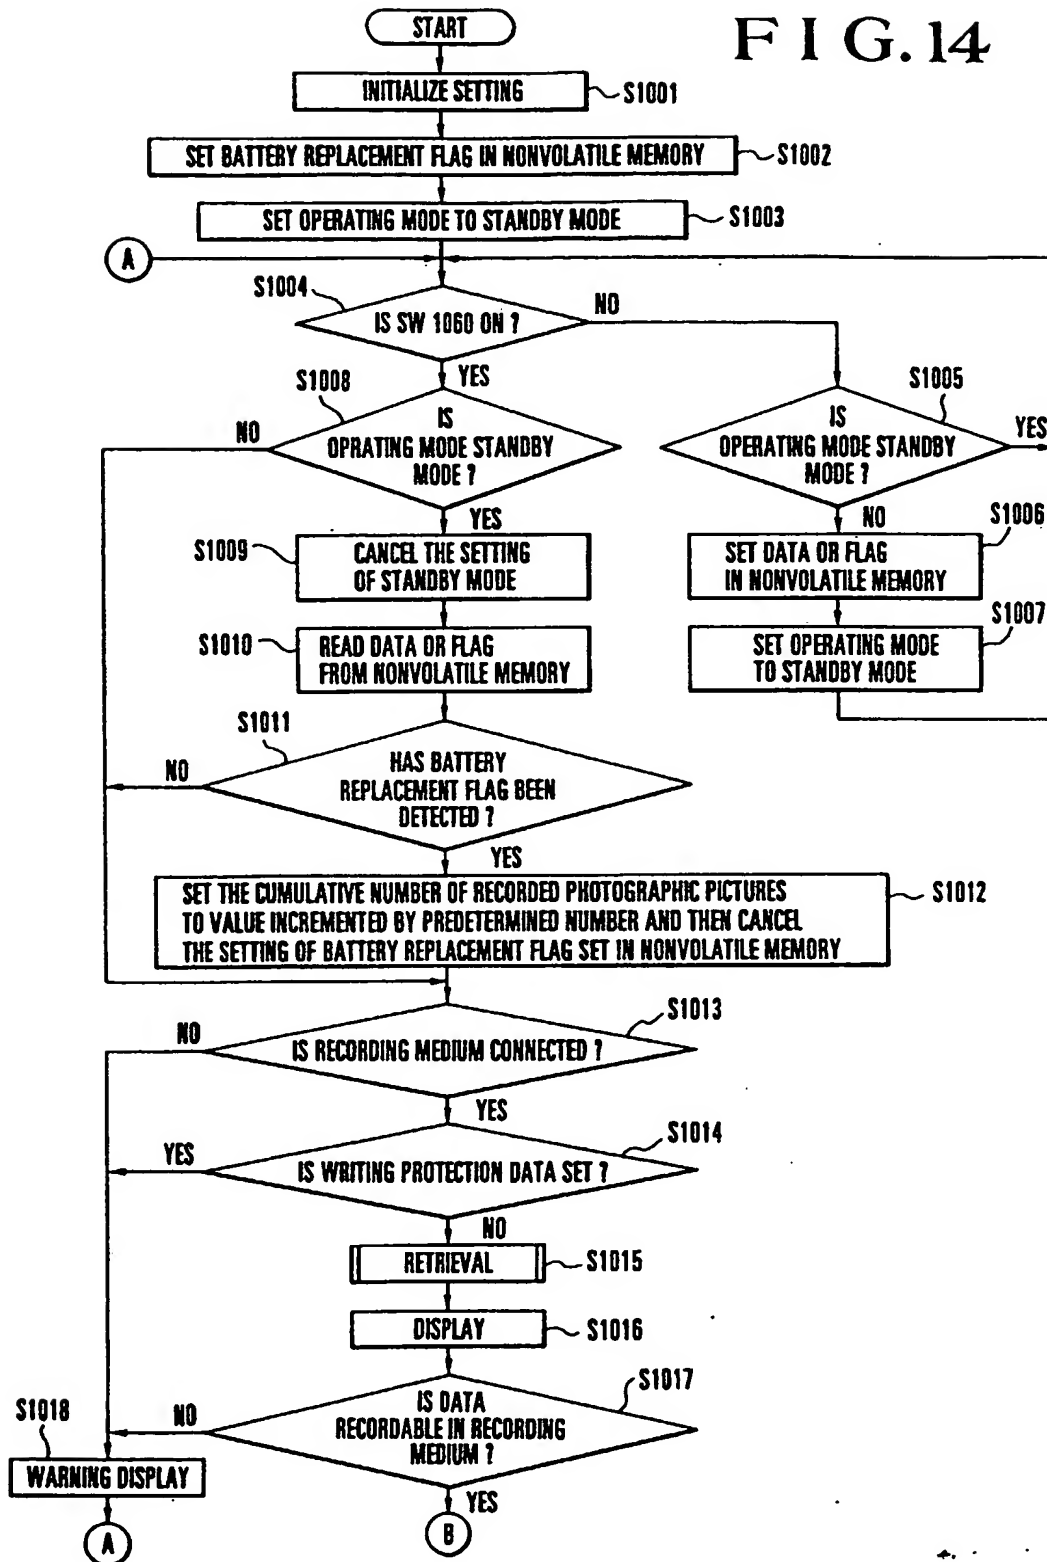 START
FIG.14
INITIALIZE SETTING
S1001
SET BATTERY REPLACEMENT FLAG IN NONVOLATILE MEMORY
S1002
SET OPERATING MODE TO STANDBY MODE
S1003
A
S1004
IS SW 1060 ON ?
NO
YES
S1008
S1005
NO
IS
OPRATING MODE STANDBY
MODE ?
IS
OPERATING MODE STANDBY
MODE ?
YES
YES
NO
S1009
CANCEL THE SETTING
OF STANDBY MODE
SET DATA OR FLAG
IN NONVOLATILE MEMORY
S1006
S1010
READ DATA OR FLAG
FROM NONVOLATILE MEMORY
SET OPERATING MODE
TO STANDBY MODE
S1007
S1011
NO
HAS BATTERY
REPLACEMENT FLAG BEEN
DETECTED ?
YES
SET THE CUMULATIVE NUMBER OF RECORDED PHOTOGRAPHIC PICTURES
TO VALUE INCREMENTED BY PREDETERMINED NUMBER AND THEN CANCEL
THE SETTING OF BATTERY REPLACEMENT FLAG SET IN NONVOLATILE MEMORY
S1012
NO
IS RECORDING MEDIUM CONNECTED ?
S1013
YES
YES
IS WRITING PROTECTION DATA SET ?
S1014
NO
RETRIEVAL
S1015
DISPLAY
S1016
S1017
NO
IS DATA
RECORDABLE IN RECORDING
MEDIUM ?
S1018
WARNING DISPLAY
YES
A
B